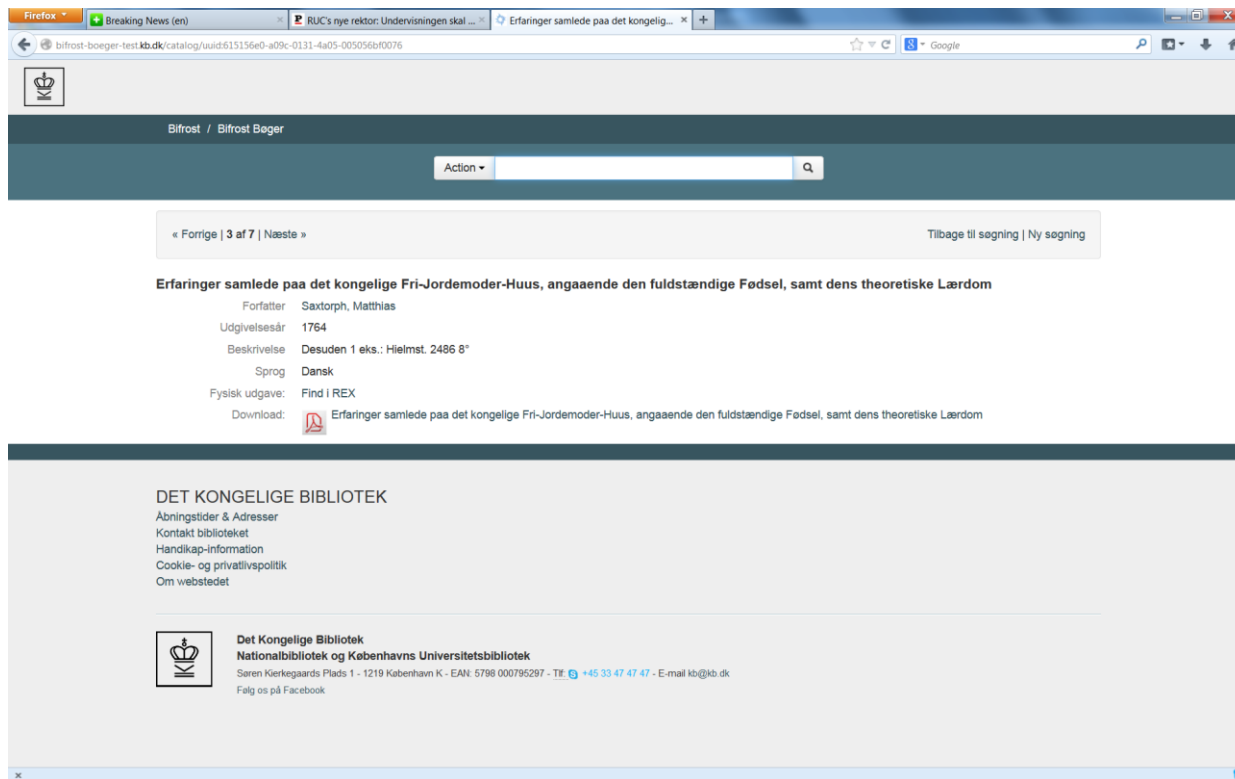 Firefox
Breaking News (en)
RUC's nye rektor: Undervisningen skal ...
Erfaringer samlede paa det kongelig...
bifrost-boeger-test.kb.dk/catalog/uuid:615156e0-a09c-0131-4a05-005056bf0076
Google
Bifrost / Bifrost Bøger
Action
« Forrige | 3 af 7 | Næste »
Tilbage til søgning | Ny søgning
Erfaringer samlede paa det kongelige Fri-Jordemoder-Huus, angaaende den fuldstændige Fødsel, samt dens theoretiske Lærdom
Forfatter Saxtorph, Matthias
Udgivelsesår 1764
Beskrivelse Desuden 1 eks.: Hielmst. 2486 8°
Sprog Dansk
Fysisk udgave: Find i REX
Download: Erfaringer samlede paa det kongelige Fri-Jordemoder-Huus, angaaende den fuldstændige Fødsel, samt dens theoretiske Lærdom
DET KONGELIGE BIBLIOTEK
Åbningstider & Adresser
Kontakt biblioteket
Handikap-information
Cookie- og privatlivspolitik
Om webstedet
Det Kongelige Bibliotek
Nationalbibliotek og Københavns Universitetsbibliotek
Søren Kierkegaards Plads 1 - 1219 København K - EAN: 5798 000795297 - Tlf: +45 33 47 47 47 - E-mail kb@kb.dk
Følg os på Facebook